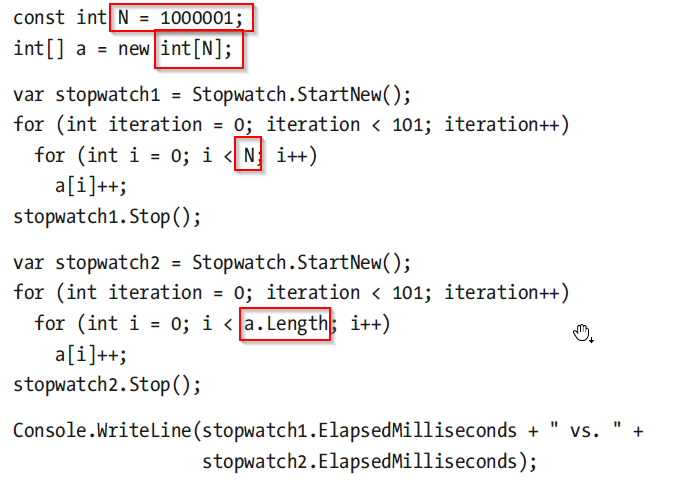 const int N = 1000001;
int[] a = new int[N];
var stopwatch1 = Stopwatch.StartNew();
for (int iteration = 0; iteration < 101; iteration++)
for (int i = 0; i < N; i++)
a[i]++;
stopwatch1.Stop();
var stopwatch2 = Stopwatch.StartNew();
for (int iteration = 0; iteration < 101; iteration++)
for (int i = 0; i < a.Length; i++)
a[i]++;
stopwatch2.Stop();
Console.WriteLine(stopwatch1.ElapsedMilliseconds + " vs. " +
stopwatch2.ElapsedMilliseconds);